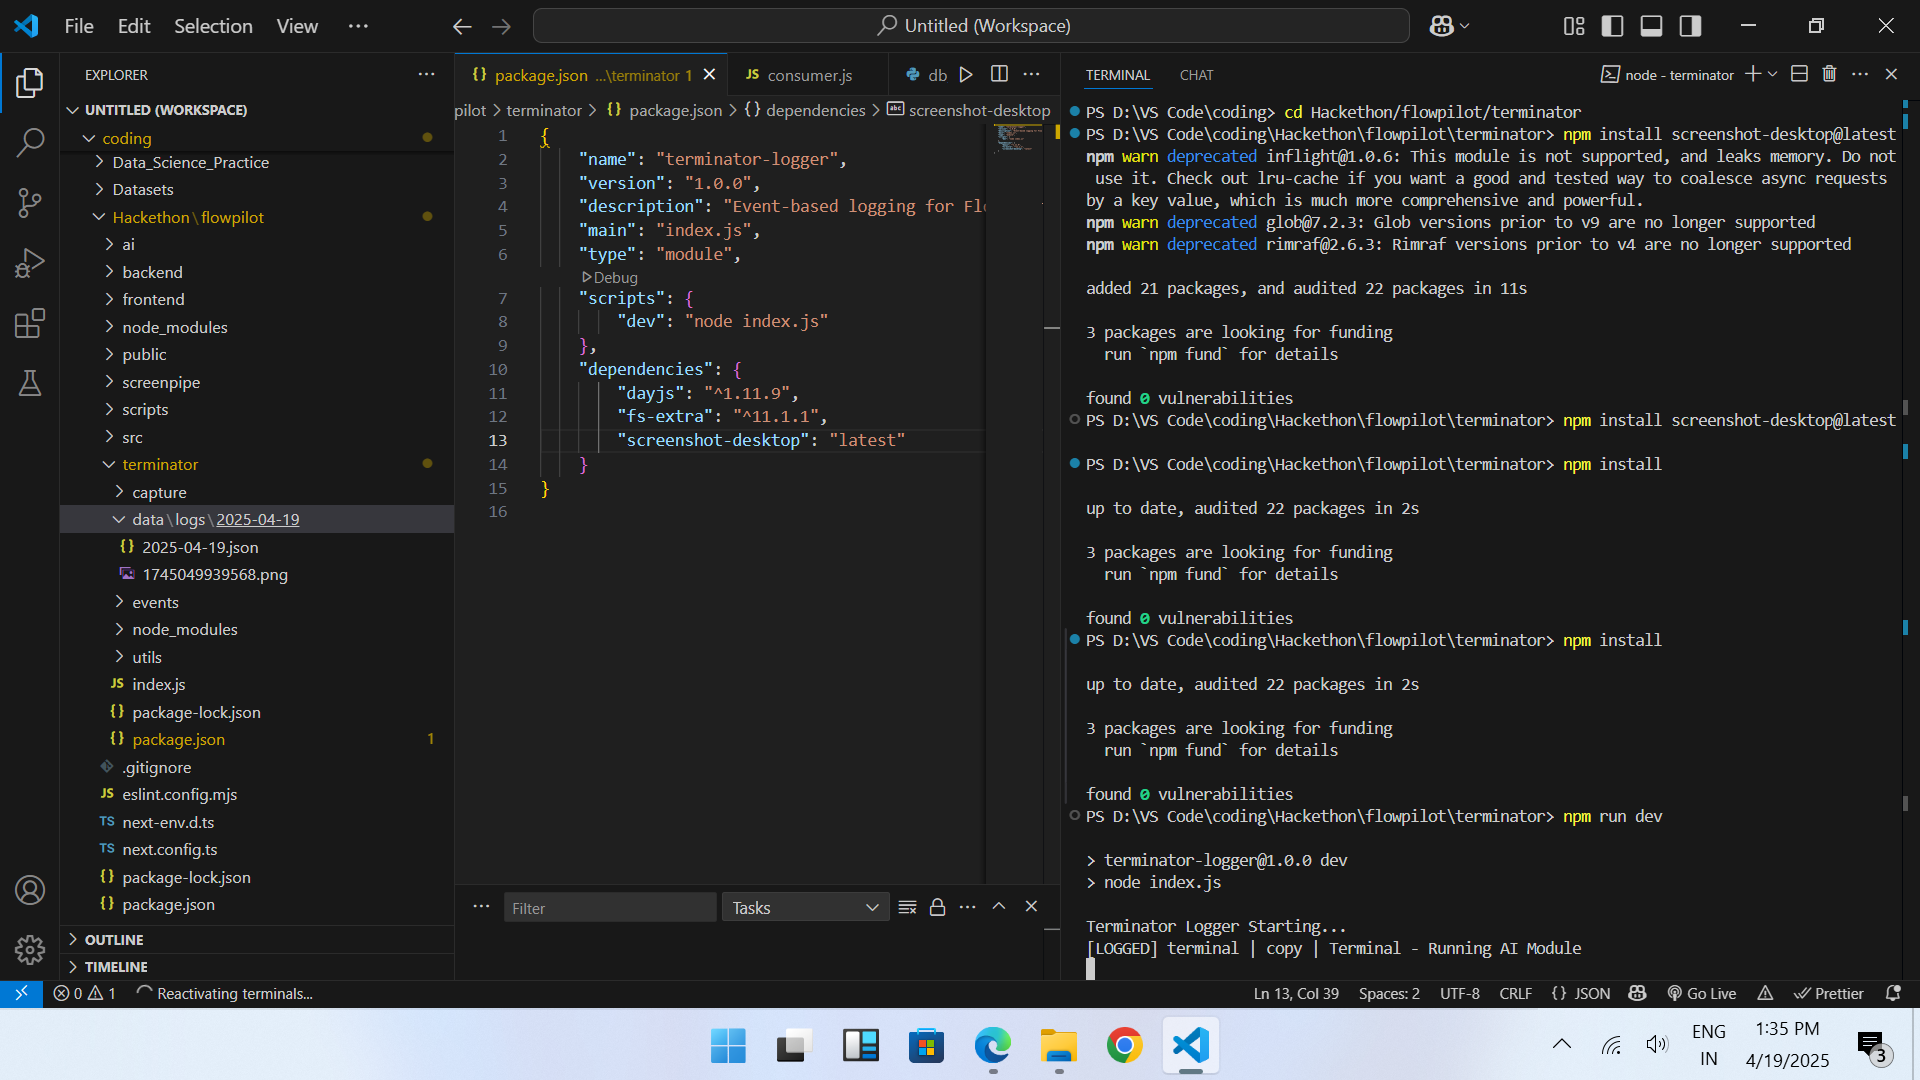 File Edit Selection View ··· Untitled (Workspace)
EXPLORER ···
UNTITLED (WORKSPACE)
coding
Data_Science_Practice
Datasets
Hackethon \ flowpilot
ai
backend
frontend
node_modules
public
screenpipe
scripts
src
terminator
capture
data \ logs \ 2025-04-19
2025-04-19.json
1745049939568.png
events
node_modules
utils
JS index.js
{} package-lock.json
{} package.json 1
.gitignore
JS eslint.config.mjs
TS next-env.d.ts
TS next.config.ts
{} package-lock.json
{} package.json
OUTLINE
TIMELINE
{} package.json ...\terminator 1 JS consumer.js db ···
pilot > terminator > {} package.json > {} dependencies > abc screenshot-desktop
1 {
2 "name": "terminator-logger",
3 "version": "1.0.0",
4 "description": "Event-based logging for Fl
5 "main": "index.js",
6 "type": "module",
Debug
7 "scripts": {
8 "dev": "node index.js"
9 },
10 "dependencies": {
11 "dayjs": "^1.11.9",
12 "fs-extra": "^11.1.1",
13 "screenshot-desktop": "latest"
14 }
15 }
16
··· Filter Tasks ···
TERMINAL CHAT node - terminator ···
PS D:\VS Code\coding> cd Hackethon/flowpilot/terminator
PS D:\VS Code\coding\Hackethon\flowpilot\terminator> npm install screenshot-desktop@latest
npm warn deprecated inflight@1.0.6: This module is not supported, and leaks memory. Do not
use it. Check out lru-cache if you want a good and tested way to coalesce async requests
by a key value, which is much more comprehensive and powerful.
npm warn deprecated glob@7.2.3: Glob versions prior to v9 are no longer supported
npm warn deprecated rimraf@2.6.3: Rimraf versions prior to v4 are no longer supported
added 21 packages, and audited 22 packages in 11s
3 packages are looking for funding
run `npm fund` for details
found 0 vulnerabilities
PS D:\VS Code\coding\Hackethon\flowpilot\terminator> npm install screenshot-desktop@latest
PS D:\VS Code\coding\Hackethon\flowpilot\terminator> npm install
up to date, audited 22 packages in 2s
3 packages are looking for funding
run `npm fund` for details
found 0 vulnerabilities
PS D:\VS Code\coding\Hackethon\flowpilot\terminator> npm install
up to date, audited 22 packages in 2s
3 packages are looking for funding
run `npm fund` for details
found 0 vulnerabilities
PS D:\VS Code\coding\Hackethon\flowpilot\terminator> npm run dev
> terminator-logger@1.0.0 dev
> node index.js
Terminator Logger Starting...
[LOGGED] terminal | copy | Terminal - Running AI Module
0 1 Reactivating terminals... Ln 13, Col 39 Spaces: 2 UTF-8 CRLF {} JSON Go Live Prettier
ENG
IN
1:35 PM
4/19/2025
3